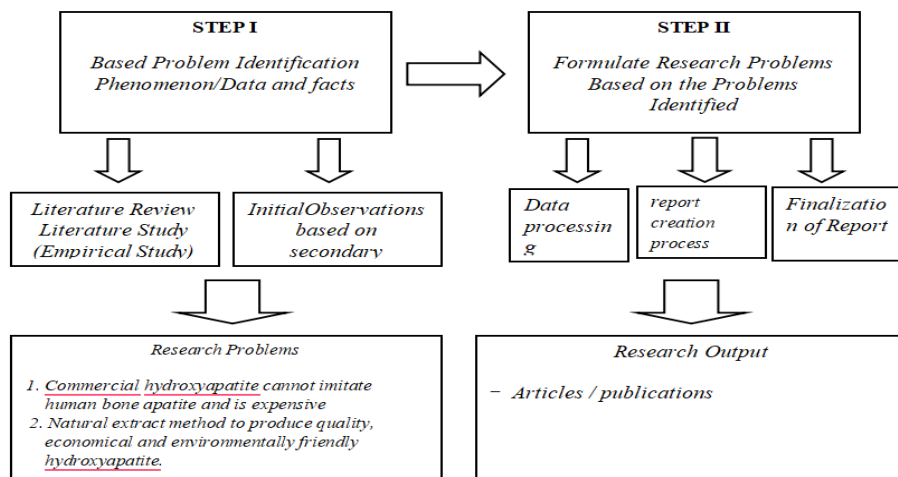 STEP I
Based Problem Identification
Phenomenon/Data and facts
STEP II
Formulate Research Problems
Based on the Problems
Identified
Literature Review
Literature Study
(Empirical Study)
InitialObservations
based on
secondary
Data
processin
g
report
creation
process
Finalizatio
n of Report
Research Problems
1. Commercial hydroxyapatite cannot imitate
human bone apatite and is expensive
2. Natural extract method to produce quality,
economical and environmentally friendly
hydroxyapatite.
Research Output
− Articles / publications